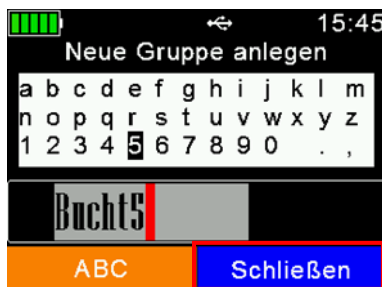 15:45
Neue Gruppe anlegen
a b c d e f g h i j k l m
n o p q r s t u v w x y z
1 2 3 4 5 6 7 8 9 0 . ,
Bucht5
ABC Schließen